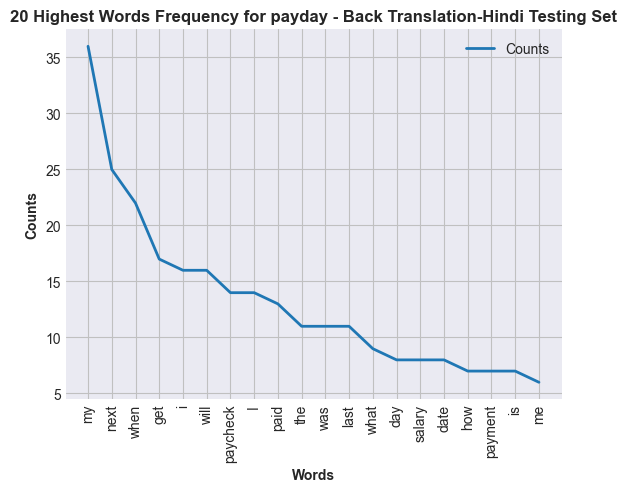 20 Highest Words Frequency for payday - Back Translation-Hindi Testing Set
Counts
35
30
25
20
15
10
5
Counts
my
next
when
get
i
will
paycheck
I
paid
the
was
last
what
day
salary
date
how
payment
is
me
Words